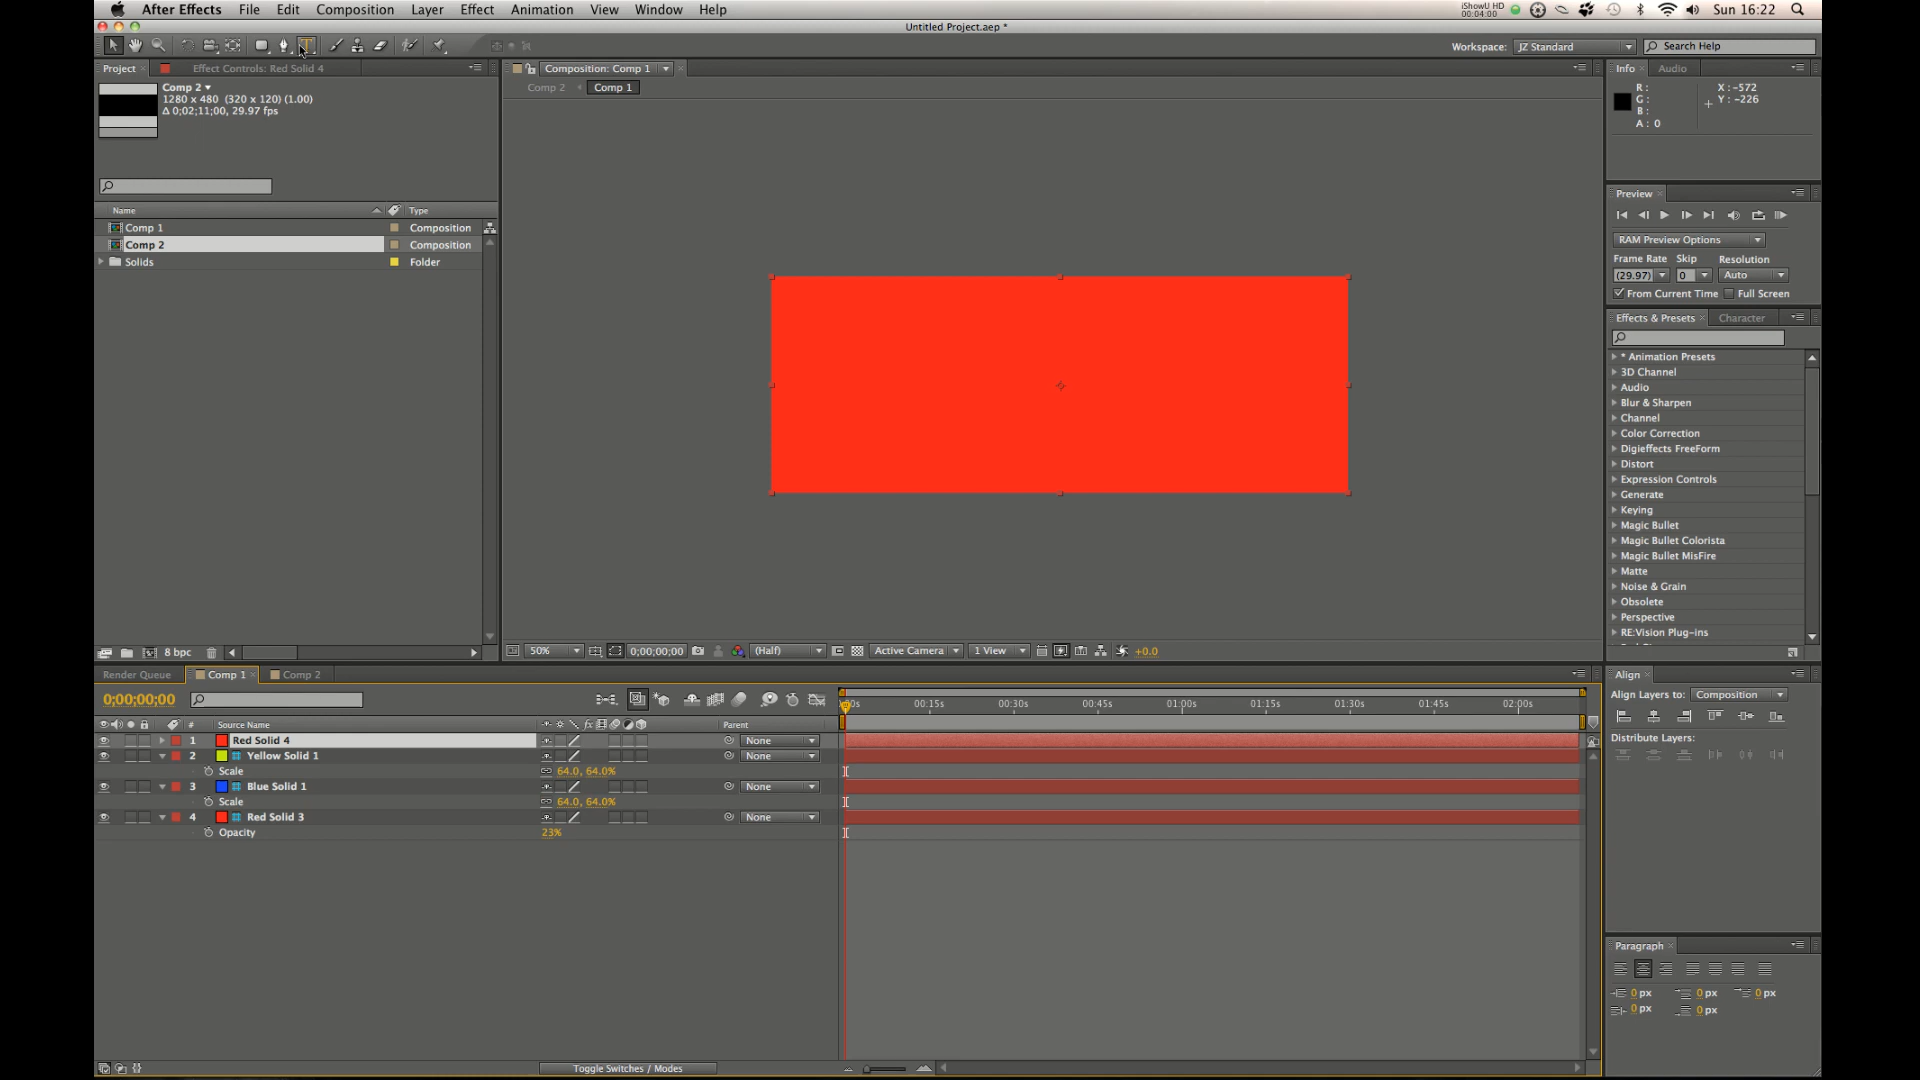 After Effects File Edit Composition Layer Effect Animation View Window Help
iShowU HD
00:04:00
Sun 16:22
Untitled Project.aep *
Workspace: JZ Standard
Search Help
Project
Effect Controls: Red Solid 4
Comp 2
1280 x 480 (320 x 120) (1.00)
Δ 0;02;11;00, 29.97 fps
Name Type
Comp 1 Composition
Comp 2 Composition
Solids Folder
8 bpc
Composition: Comp 1
Comp 2 Comp 1
50% 0;00;00;00 (Half) Active Camera 1 View +0.0
Info Audio
R : X : -572
G : Y : -226
B :
A : 0
Preview
RAM Preview Options
Frame Rate Skip Resolution
(29.97) 0 Auto
From Current Time Full Screen
Effects & Presets Character
* Animation Presets
3D Channel
Audio
Blur & Sharpen
Channel
Color Correction
Digieffects FreeForm
Distort
Expression Controls
Generate
Keying
Magic Bullet
Magic Bullet Colorista
Magic Bullet MisFire
Matte
Noise & Grain
Obsolete
Perspective
RE:Vision Plug-ins
Render Queue Comp 1 Comp 2
0;00;00;00
# Source Name fx Parent
1 Red Solid 4 None
2 Yellow Solid 1 None
Scale 64.0, 64.0%
3 Blue Solid 1 None
Scale 64.0, 64.0%
4 Red Solid 3 None
Opacity 23%
00:15s 00:30s 00:45s 01:00s 01:15s 01:30s 01:45s 02:00s
Toggle Switches / Modes
Align
Align Layers to: Composition
Distribute Layers:
Paragraph
0 px 0 px 0 px
0 px 0 px